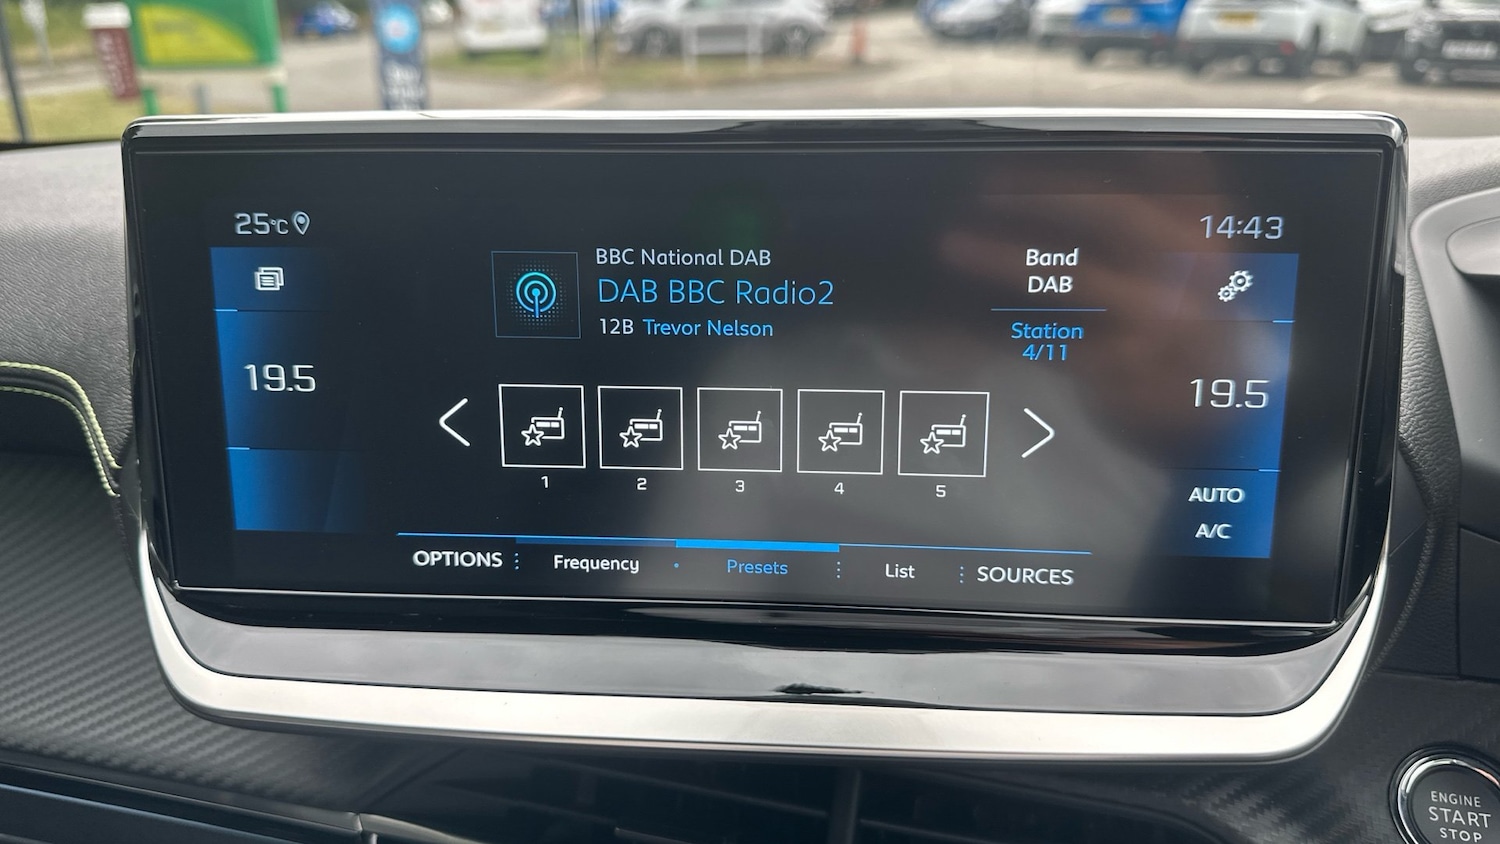 25°C
14:43
BBC National DAB
DAB BBC Radio2
12B Trevor Nelson
Band
DAB
Station
4/11
19.5
19.5
1
2
3
4
5
AUTO
A/C
OPTIONS
Frequency
Presets
List
SOURCES
ENGINE
START
STOP